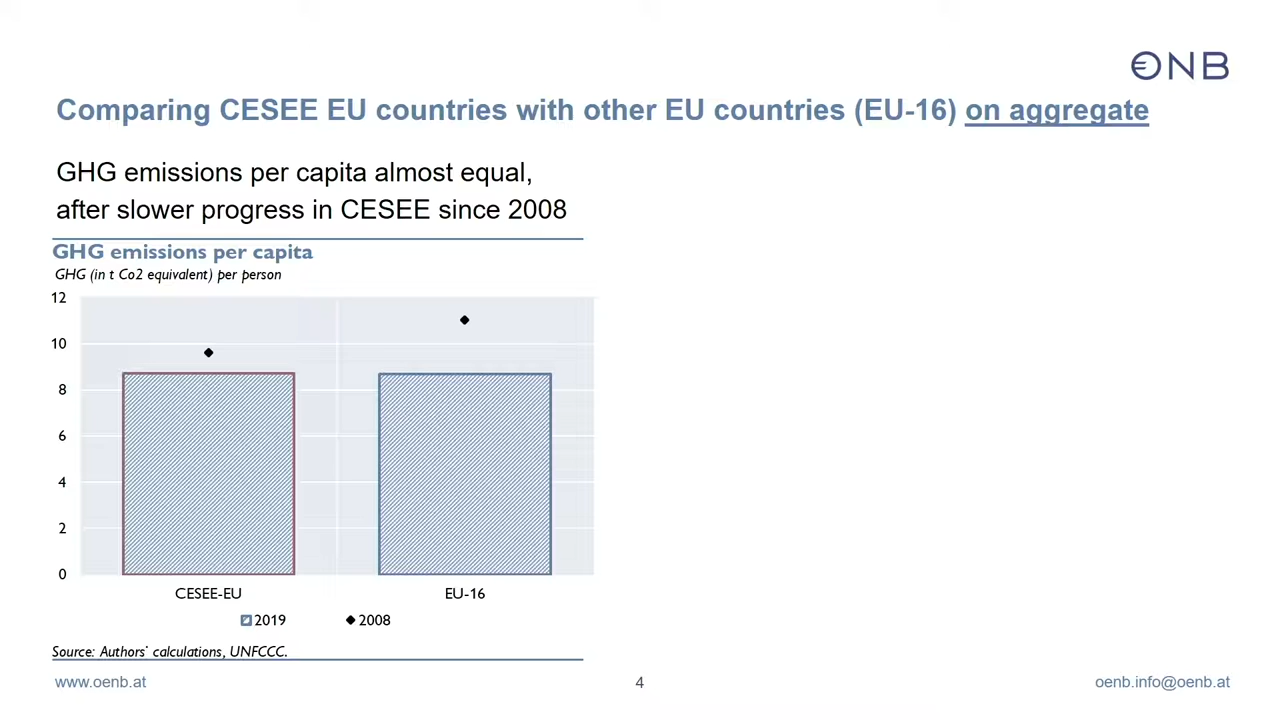 ONB
Comparing CESEE EU countries with other EU countries (EU-16) on aggregate
GHG emissions per capita almost equal,
after slower progress in CESEE since 2008
GHG emissions per capita
GHG (in t Co2 equivalent) per person
12
10
8
6
4
2
0
CESEE-EU EU-16
2019 2008
Source: Authors' calculations, UNFCCC.
www.oenb.at 4 oenb.info@oenb.at